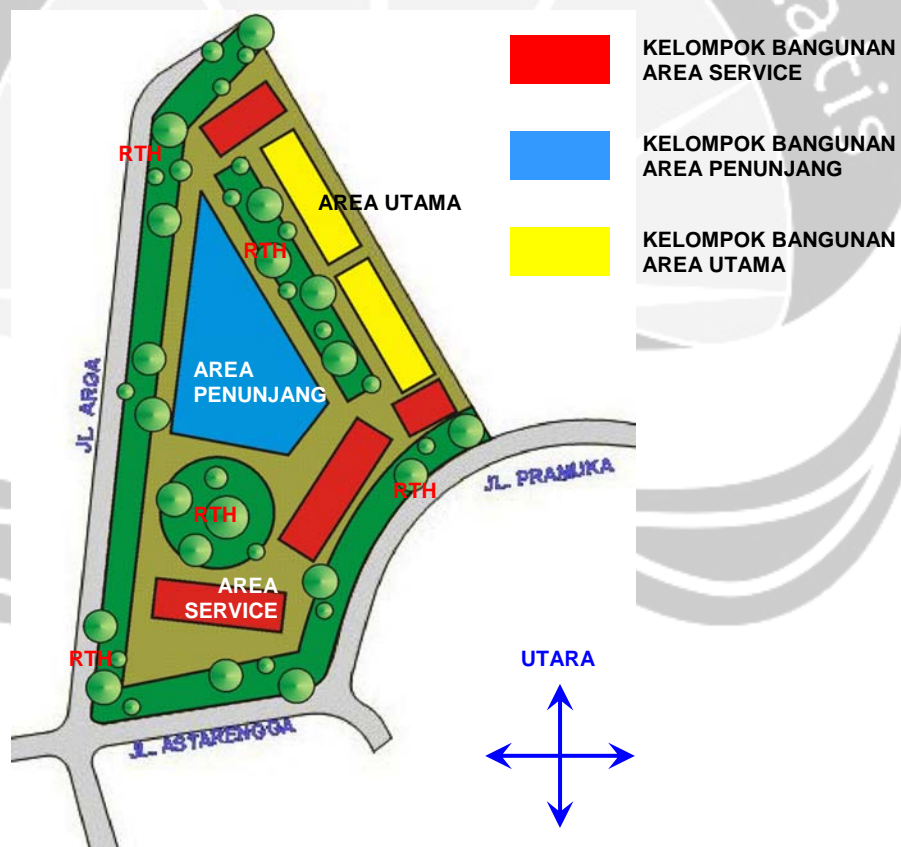 KELOMPOK BANGUNAN
AREA SERVICE
KELOMPOK BANGUNAN
AREA PENUNJANG
KELOMPOK BANGUNAN
AREA UTAMA
RTH
AREA UTAMA
RTH
AREA
PENUNJANG
JL. ARGA
JL. PRAMUKA
RTH
RTH
AREA
SERVICE
RTH
JL. ASTARENGGA
UTARA